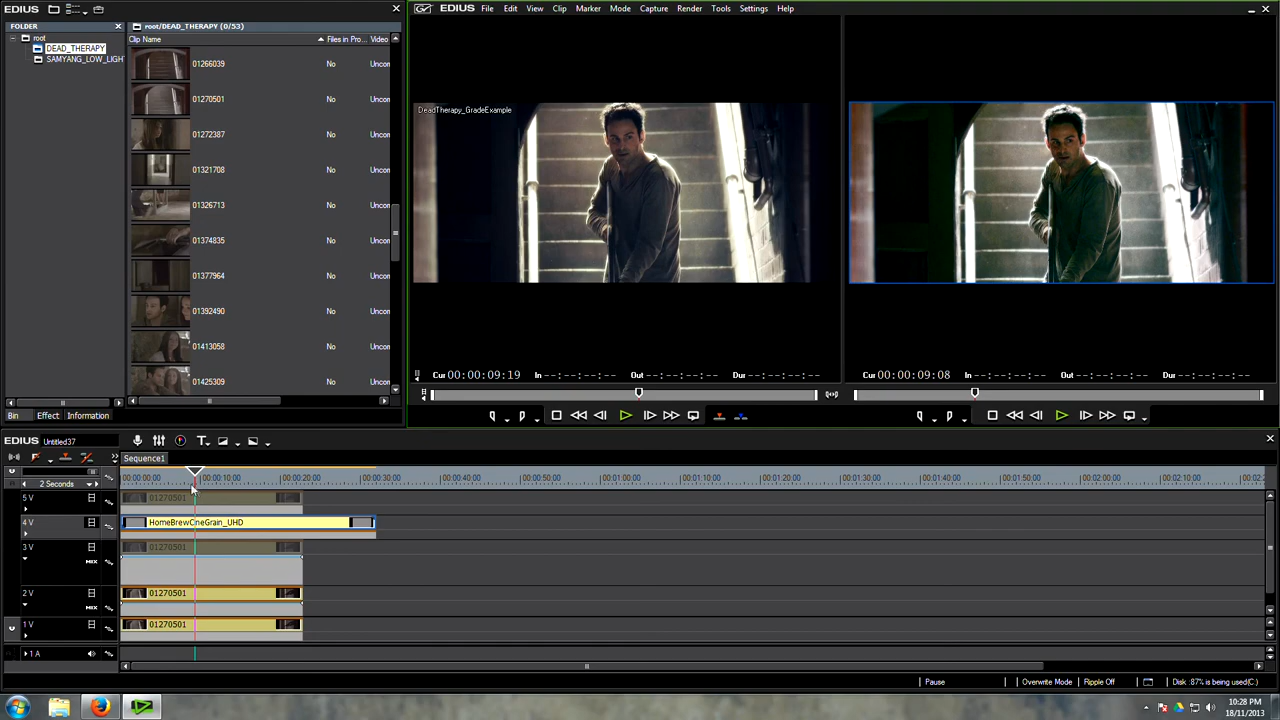 EDIUS
FOLDER
root
DEAD_THERAPY
SAMYANG_LOW_LIGH
root/DEAD_THERAPY (0/53)
Clip Name Files in Pro... Video
01266039 No Uncon
01270501 No Uncon
01272387 No Uncon
01321708 No Uncon
01326713 No Uncon
01374835 No Uncon
01377964 No Uncon
01392490 No Uncon
01413058 No Uncon
01425309 No Uncon
Bin Effect Information
EDIUS File Edit View Clip Marker Mode Capture Render Tools Settings Help
DeadTherapy_GradeExample
Cur 00:00:09:19 In --:--:--:-- Out --:--:--:-- Dur --:--:--:--
Cur 00:00:09:08 In --:--:--:-- Out --:--:--:-- Dur --:--:--:--
EDIUS Untitled37
Sequence1
2 Seconds
00:00:00:00 00:00:10:00 00:00:20:00 00:00:30:00 00:00:40:00 00:00:50:00 00:01:00:00 00:01:10:00 00:01:20:00 00:01:30:00 00:01:40:00 00:01:50:00 00:02:00:00 00:02:10:00 00:02:2
5 V 01270501
4 V HomeBrewCineGrain_UHD
3 V 01270501
MIX
2 V 01270501
MIX
1 V 01270501
1 A
Pause Overwrite Mode Ripple Off Disk :87% is being used(C:)
10:28 PM
18/11/2013